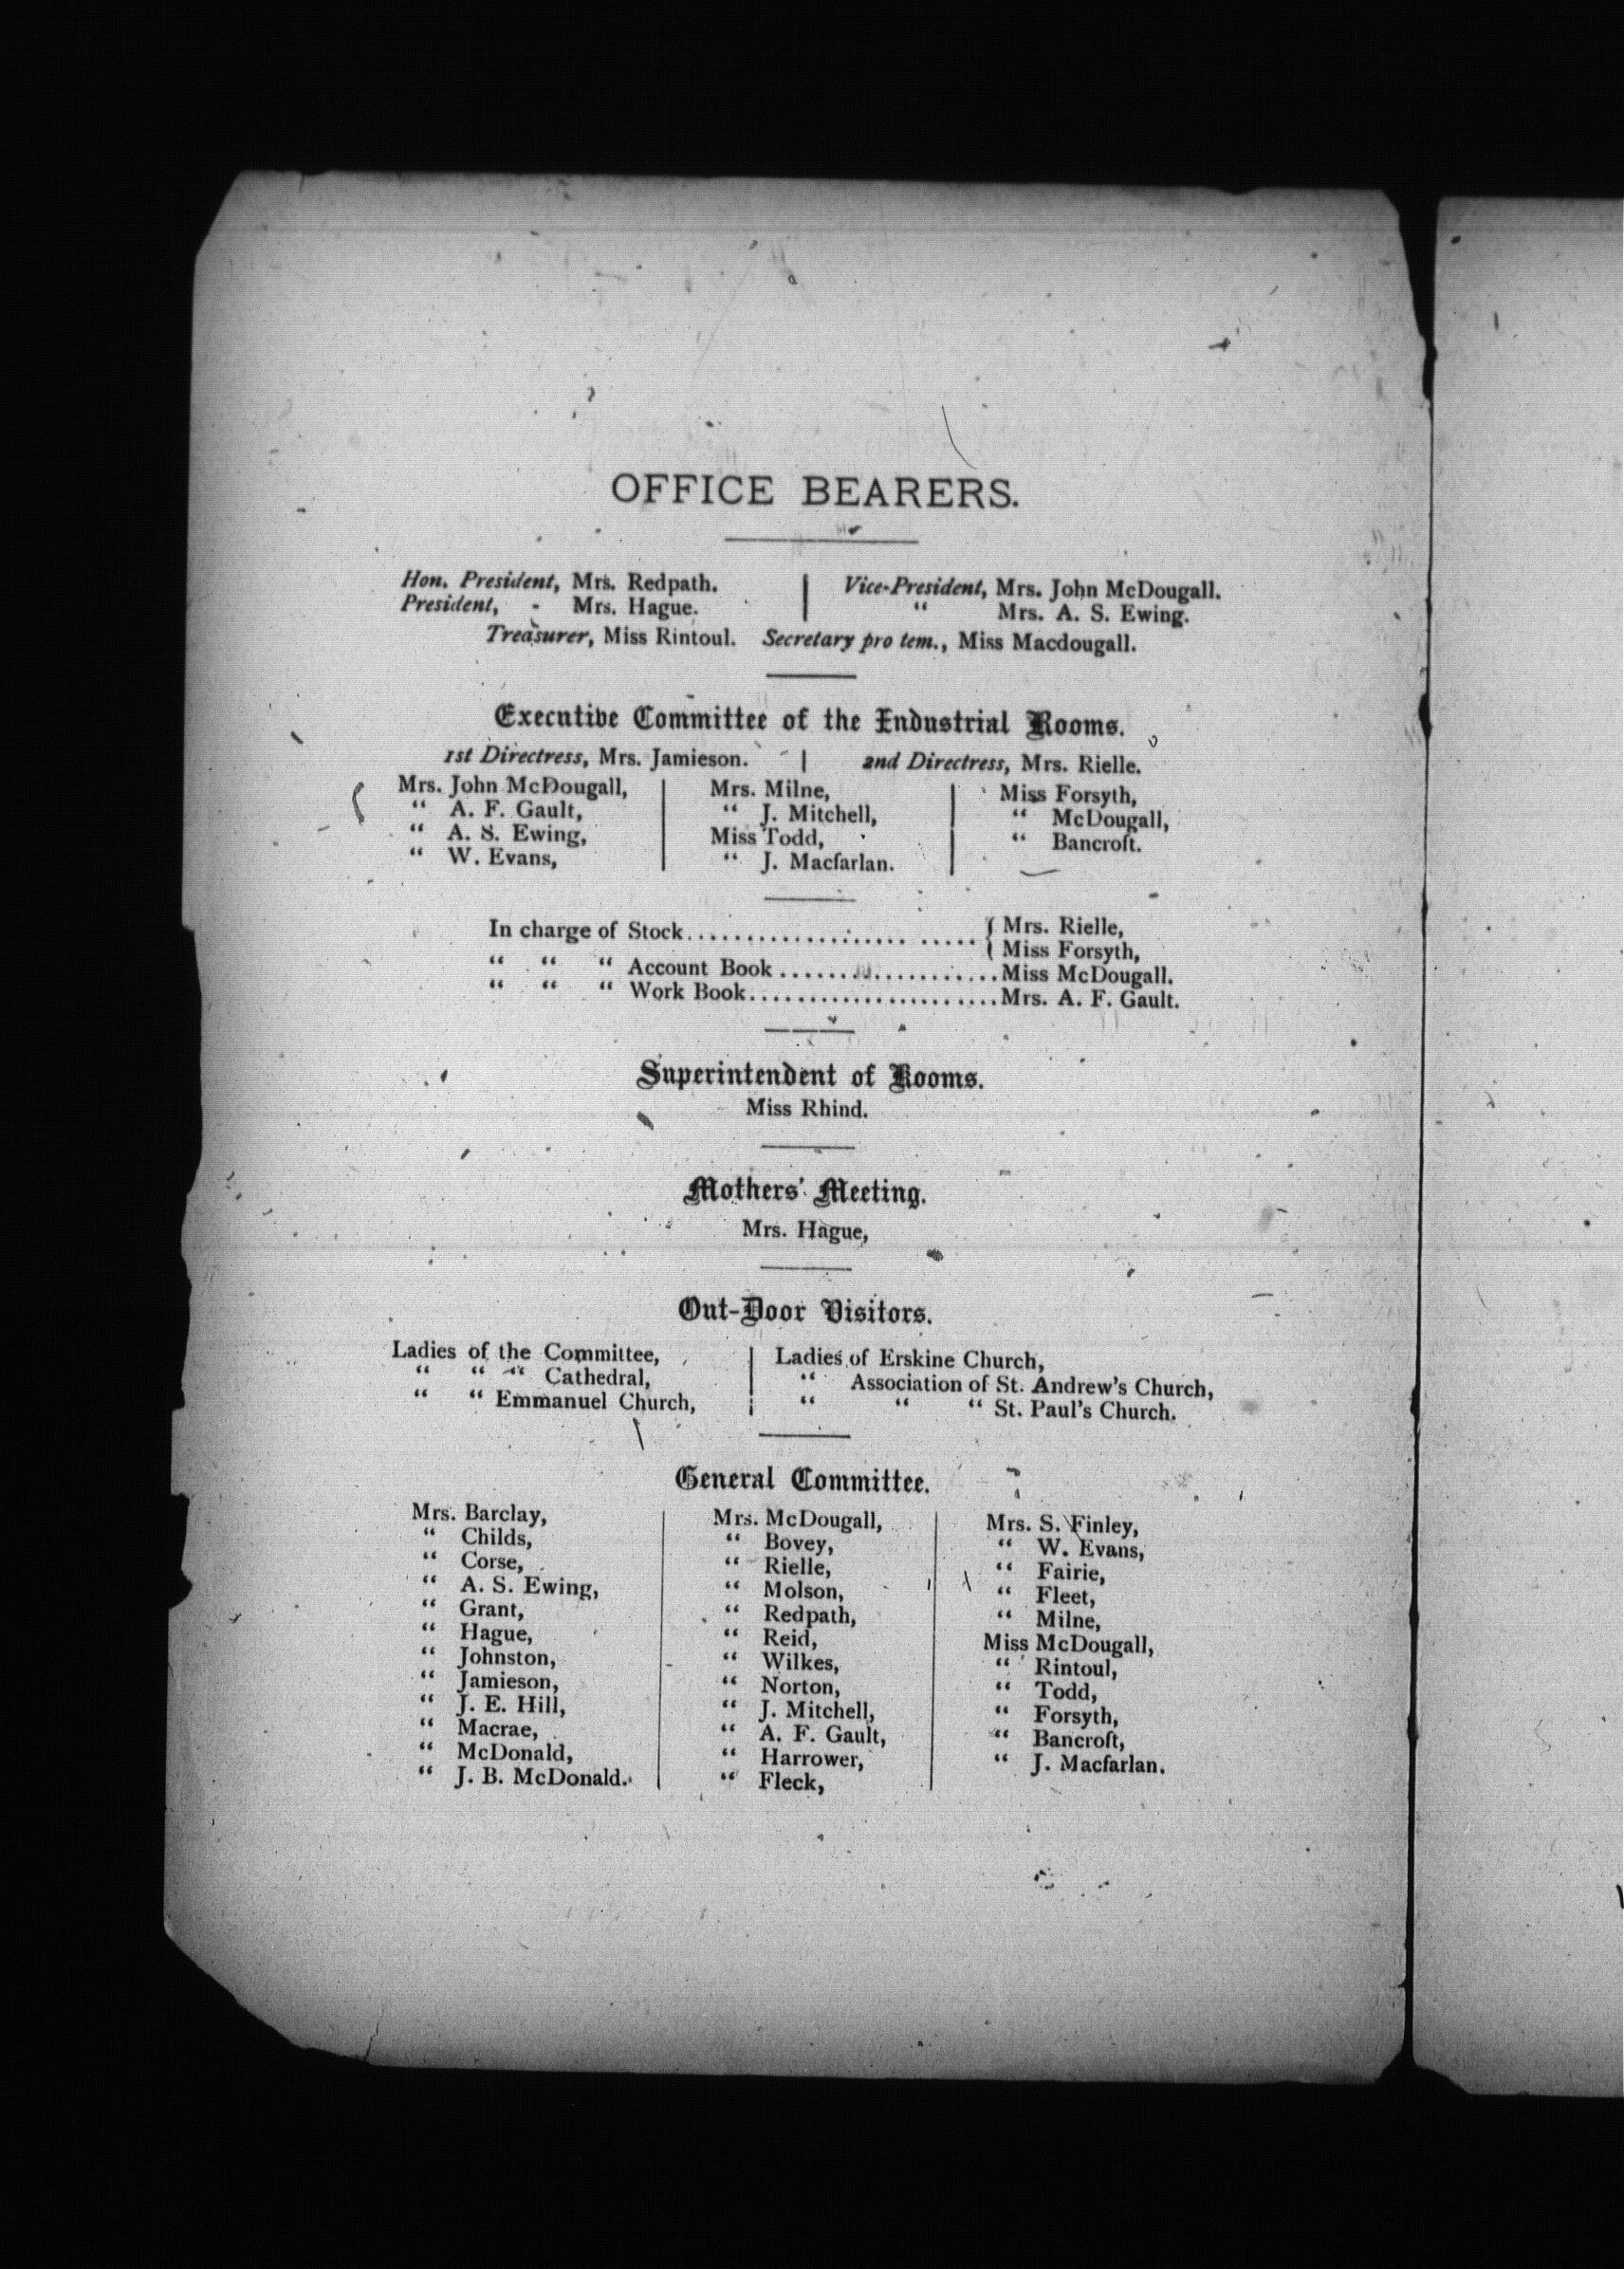 OFFICE BEARERS.
Hon. President, Mrs. Redpath. Vice-President, Mrs. John McDougall.
President, - Mrs. Hague. “ Mrs. A. S. Ewing.
Treasurer, Miss Rintoul. Secretary pro tem., Miss Macdougall.
Executive Committee of the Industrial Rooms.
1st Directress, Mrs. Jamieson. 2nd Directress, Mrs. Rielle.
Mrs. John McDougall,
“ A. F. Gault,
“ A. S. Ewing,
“ W. Evans,
Mrs. Milne,
“ J. Mitchell,
Miss Todd,
“ J. Macfarlan.
Miss Forsyth,
“ McDougall,
“ Bancroft.
In charge of Stock........................ { Mrs. Rielle,
{ Miss Forsyth,
“ “ “ Account Book...................Miss McDougall.
“ “ “ Work Book.....................Mrs. A. F. Gault.
Superintendent of Rooms.
Miss Rhind.
Mothers' Meeting.
Mrs. Hague,
Out-Door Visitors.
Ladies of the Committee,
“ “ “ Cathedral,
“ “ Emmanuel Church,
Ladies of Erskine Church,
“ Association of St. Andrew's Church,
“ “ “ St. Paul's Church.
General Committee.
Mrs. Barclay,
“ Childs,
“ Corse,
“ A. S. Ewing,
“ Grant,
“ Hague,
“ Johnston,
“ Jamieson,
“ J. E. Hill,
“ Macrae,
“ McDonald,
“ J. B. McDonald.
Mrs. McDougall,
“ Bovey,
“ Rielle,
“ Molson,
“ Redpath,
“ Reid,
“ Wilkes,
“ Norton,
“ J. Mitchell,
“ A. F. Gault,
“ Harrower,
“ Fleck,
Mrs. S. Finley,
“ W. Evans,
“ Fairie,
“ Fleet,
“ Milne,
Miss McDougall,
“ Rintoul,
“ Todd,
“ Forsyth,
“ Bancroft,
“ J. Macfarlan.